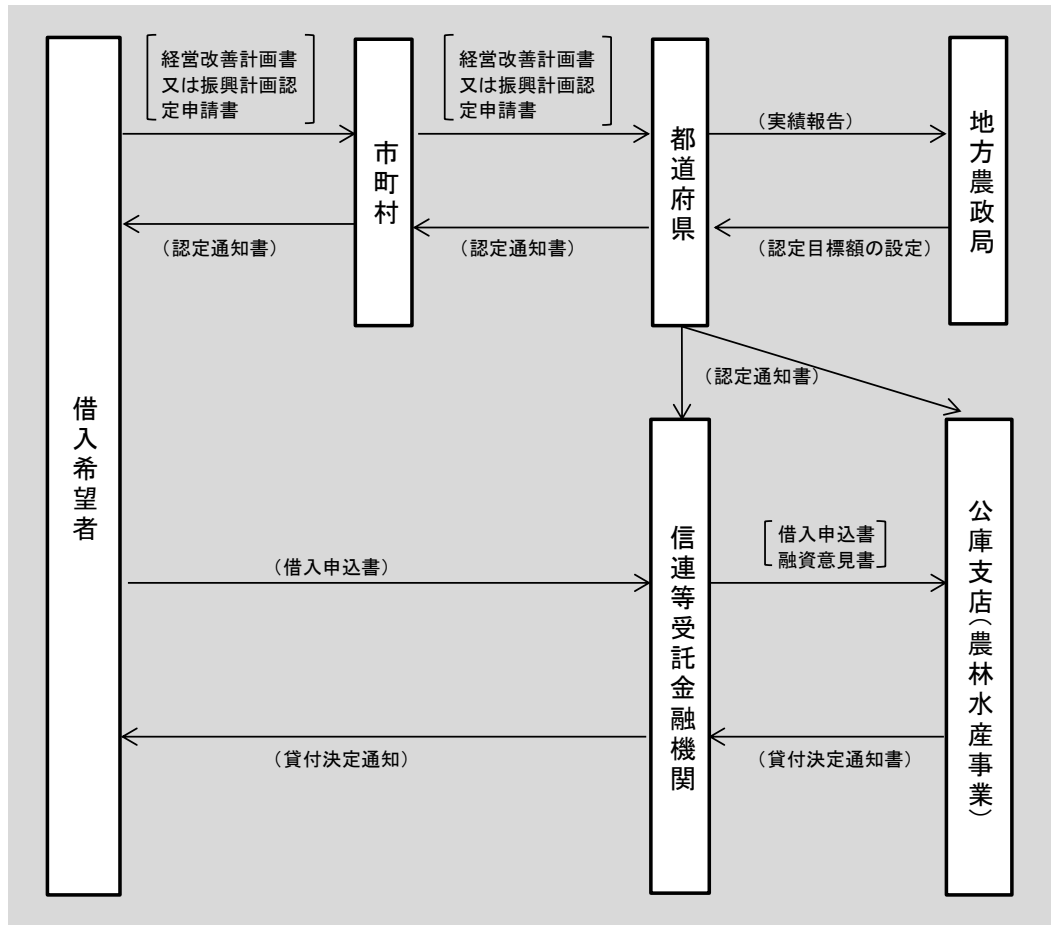 経営改善計画書
又は振興計画認
定申請書
経営改善計画書
又は振興計画認
定申請書
（実績報告）
市町村
都道府県
地方農政局
（認定通知書）
（認定通知書）
（認定目標額の設定）
（認定通知書）
借入希望者
信連等受託金融機関
公庫支店（農林水産事業）
（借入申込書）
借入申込書
融資意見書
（貸付決定通知）
（貸付決定通知書）